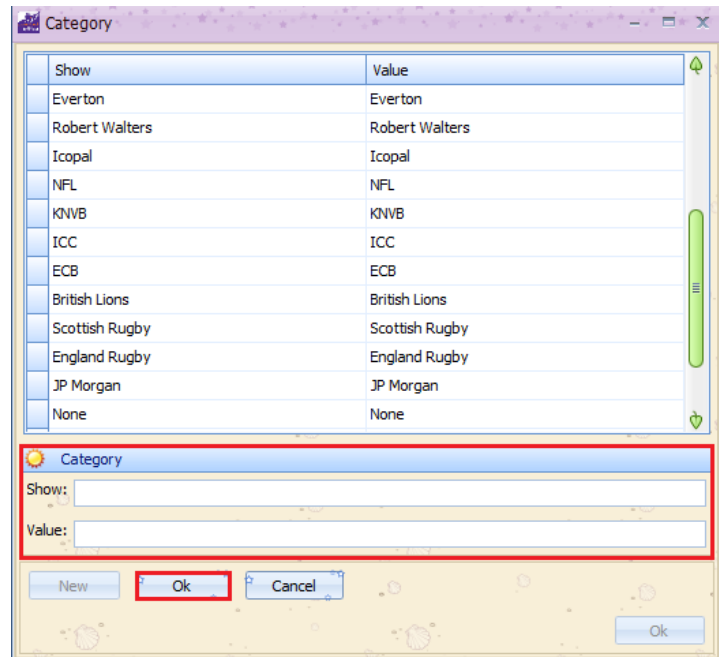 Category
Show Value
Everton Everton
Robert Walters Robert Walters
Icopal Icopal
NFL NFL
KNVB KNVB
ICC ICC
ECB ECB
British Lions British Lions
Scottish Rugby Scottish Rugby
England Rugby England Rugby
JP Morgan JP Morgan
None None
Category
Show:
Value:
New Ok Cancel
Ok